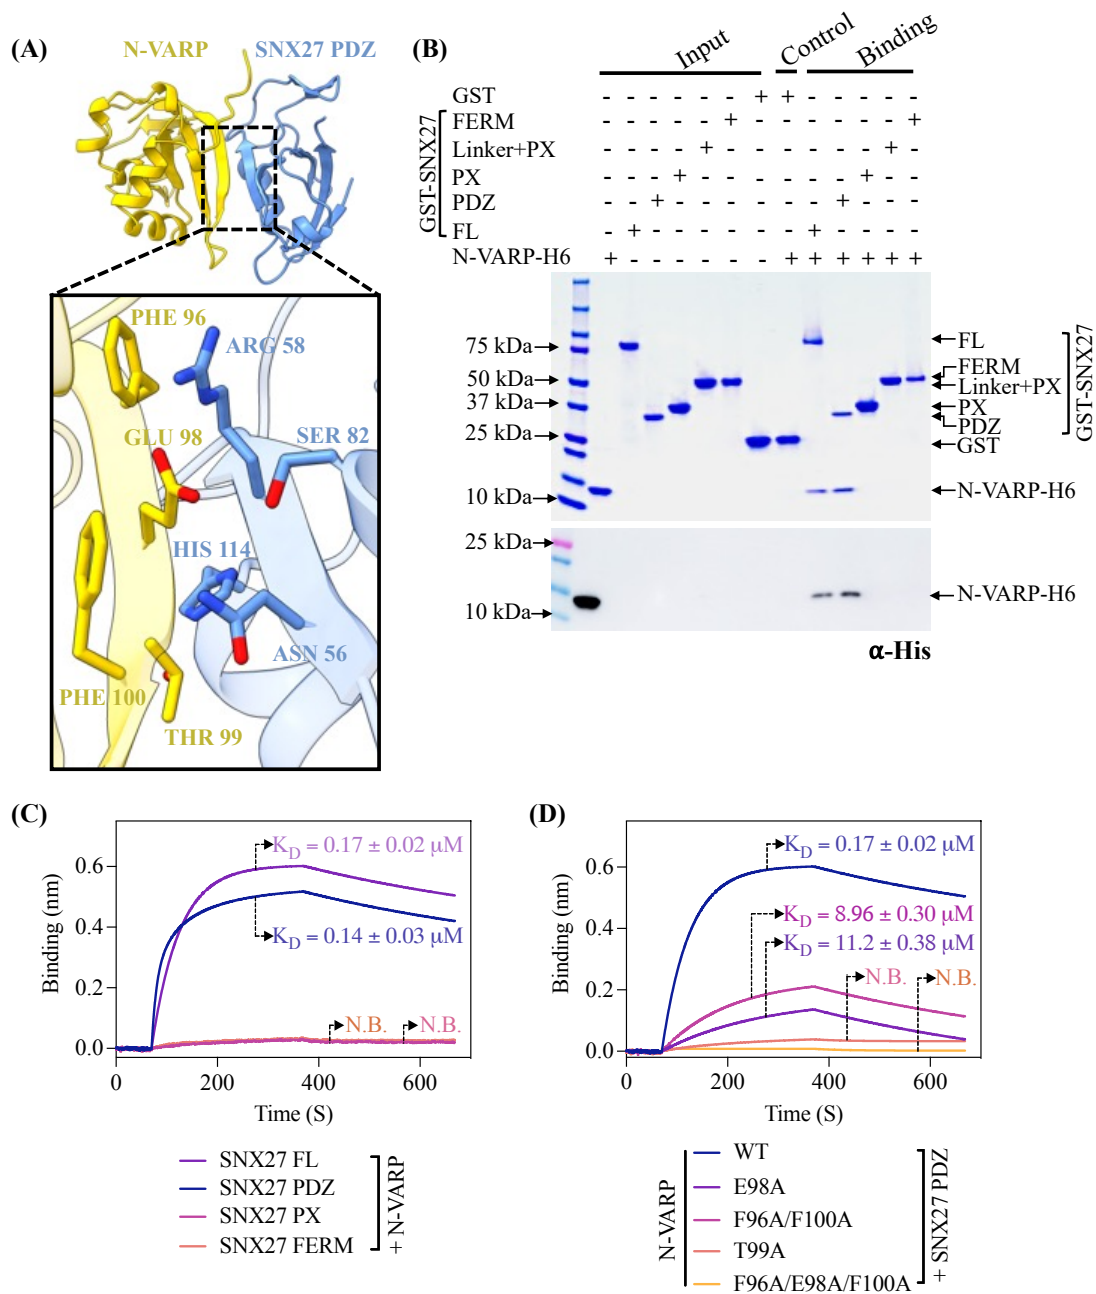 (A)
N-VARP SNX27 PDZ
PHE 96
ARG 58
GLU 98
SER 82
HIS 114
ASN 56
PHE 100
THR 99
(B)
Input Control Binding
GST - - - - - - + + - - - - -
FERM - - - - - + - - - - - - +
Linker+PX - - - - + - - - - - - + -
PX - - - + - - - - - - + - -
PDZ - - + - - - - - - + - - -
FL - + - - - - - - + - - - -
GST-SNX27
N-VARP-H6 + - - - - - - + + + + + +
75 kDa
50 kDa
37 kDa
25 kDa
10 kDa
FL
FERM
Linker+PX
PX
PDZ
GST
GST-SNX27
N-VARP-H6
25 kDa
10 kDa
N-VARP-H6
α-His
(C)
Binding (nm)
0.6
0.4
0.2
0.0
K_D = 0.17 ± 0.02 µM
K_D = 0.14 ± 0.03 µM
N.B. N.B.
0 200 400 600
Time (S)
SNX27 FL
SNX27 PDZ
SNX27 PX
SNX27 FERM
+ N-VARP
(D)
Binding (nm)
0.6
0.4
0.2
0.0
K_D = 0.17 ± 0.02 µM
K_D = 8.96 ± 0.30 µM
K_D = 11.2 ± 0.38 µM
N.B. N.B.
0 200 400 600
Time (S)
N-VARP
WT
E98A
F96A/F100A
T99A
F96A/E98A/F100A
+ SNX27 PDZ